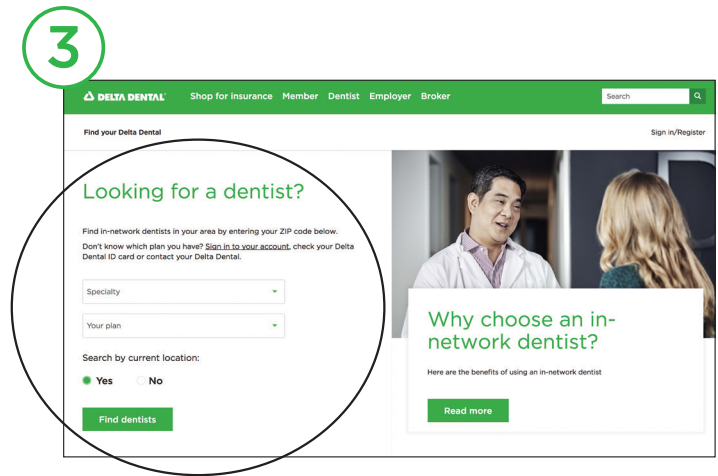 3
DELTA DENTAL
Shop for insurance Member Dentist Employer Broker
Search
Find your Delta Dental
Sign in/Register
Looking for a dentist?
Find in-network dentists in your area by entering your ZIP code below.
Don't know which plan you have? Sign in to your account, check your Delta
Dental ID card or contact your Delta Dental.
Specialty
Your plan
Search by current location:
Yes No
Find dentists
Why choose an in-
network dentist?
Here are the benefits of using an in-network dentist
Read more